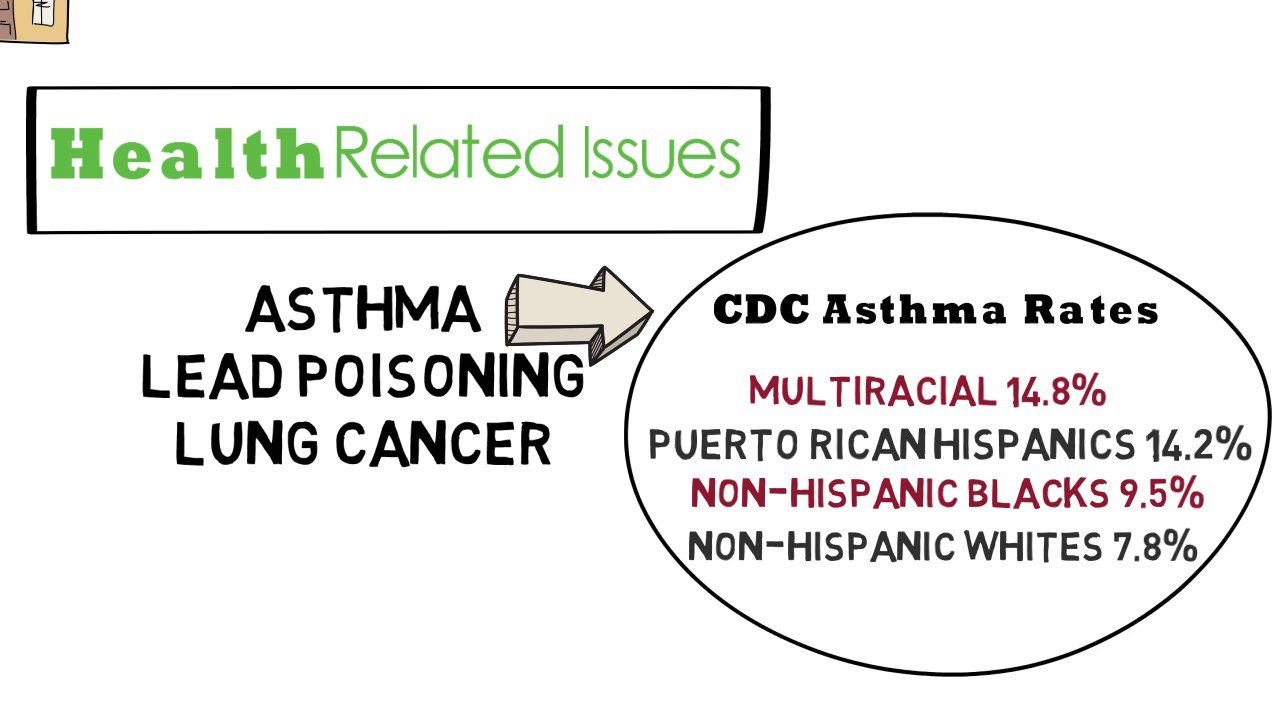 Health Related Issues
ASTHMA
LEAD POISONING
LUNG CANCER
CDC Asthma Rates
MULTIRACIAL 14.8%
PUERTO RICAN HISPANICS 14.2%
NON-HISPANIC BLACKS 9.5%
NON-HISPANIC WHITES 7.8%